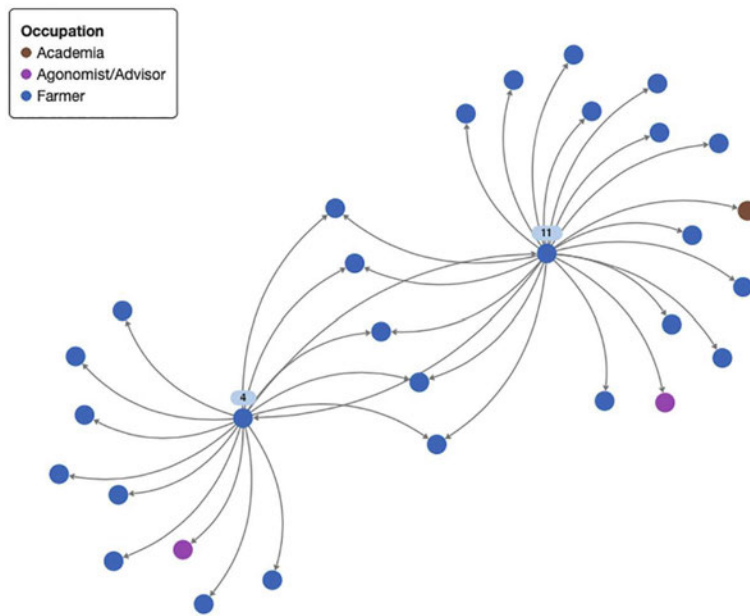 Occupation
Academia
Agonomist/Advisor
Farmer
11
4